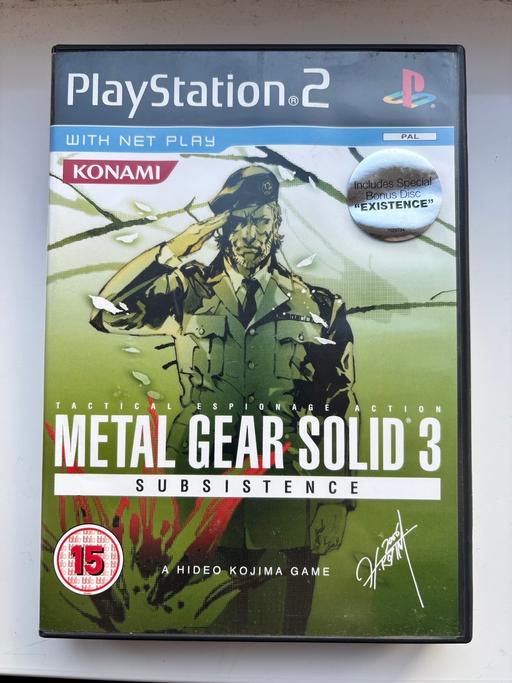 PlayStation®2
WITH NET PLAY
PAL
KONAMI
Includes Special
Bonus Disc
"EXISTENCE"
TACTICAL ESPIONAGE ACTION
METAL GEAR SOLID® 3
SUBSISTENCE
15
A HIDEO KOJIMA GAME
2005